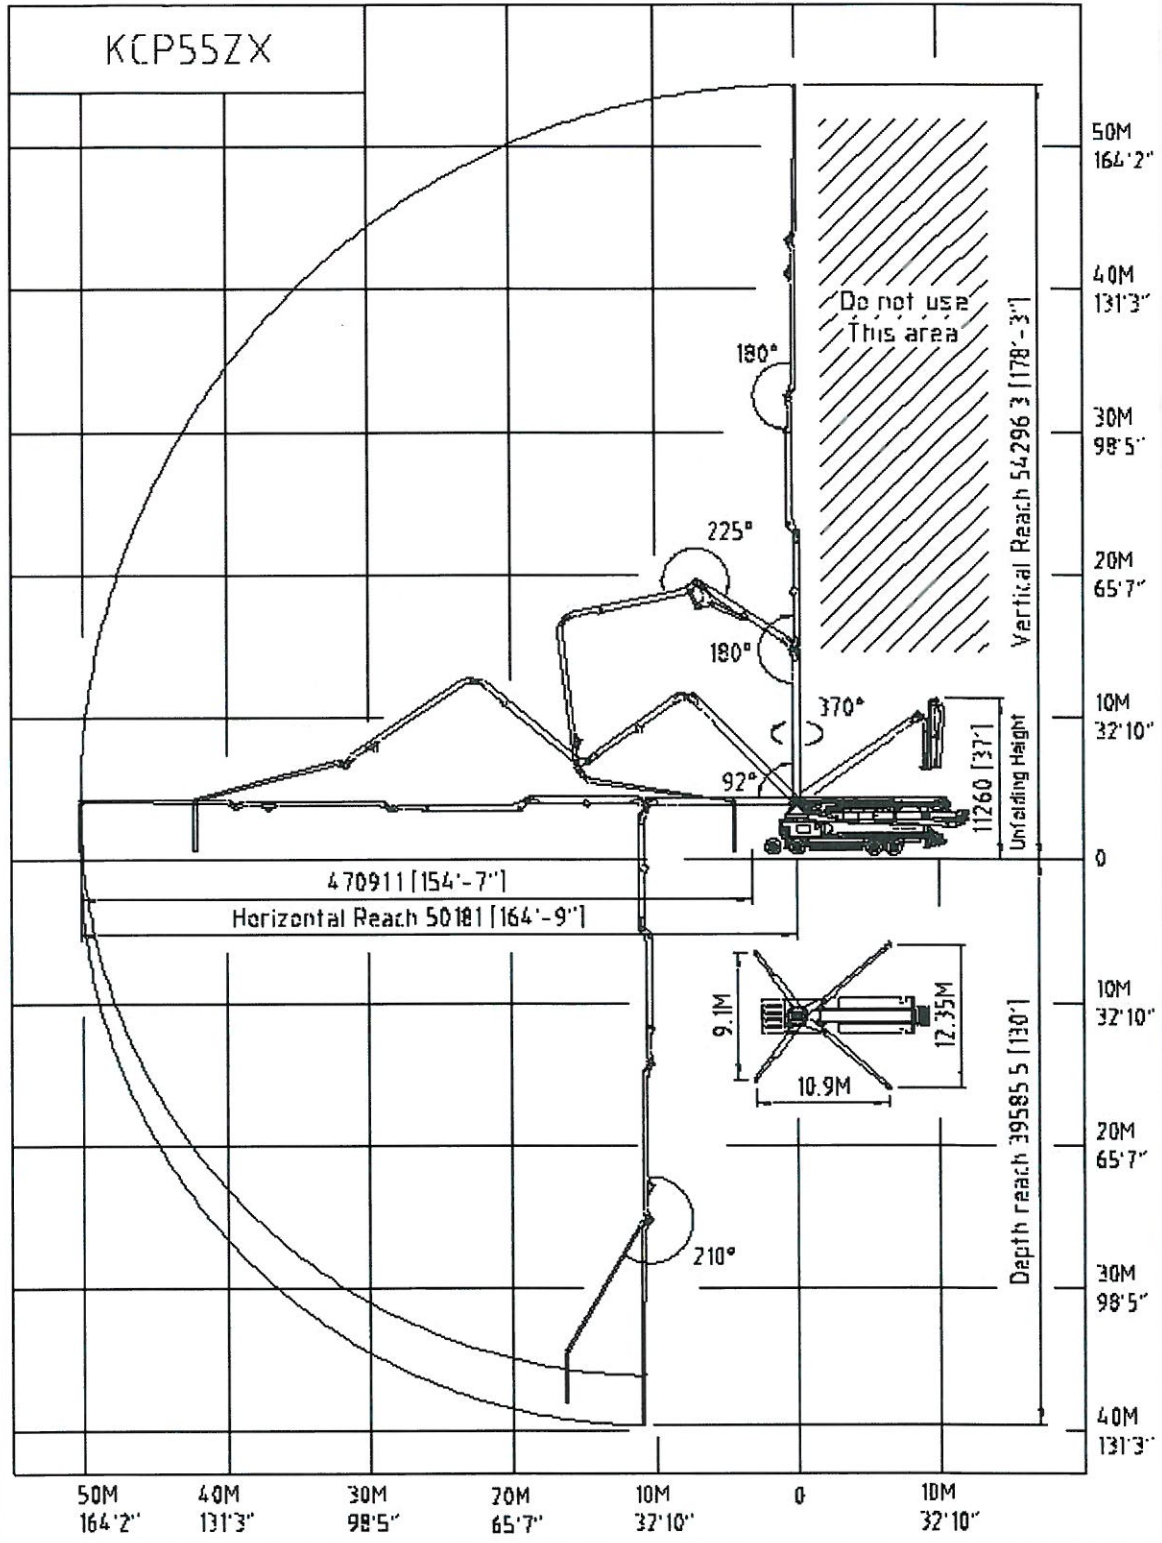 KCP55ZX
50M
164'2"
40M
131'3"
Do not use
This area
180°
Vertical Reach 54296 3 [178'-3"]
30M
98'5"
225°
20M
65'7"
180°
370°
10M
32'10"
92°
11260 [37']
Unfolding Height
0
470911 [154'-7"]
Horizontal Reach 50181 [164'-9"]
9.1M
12.35M
10.9M
10M
32'10"
Depth reach 39585 5 [130']
20M
65'7"
210°
30M
98'5"
40M
131'3"
50M 40M 30M 20M 10M 0 10M
164'2" 131'3" 98'5" 65'7" 32'10" 32'10"